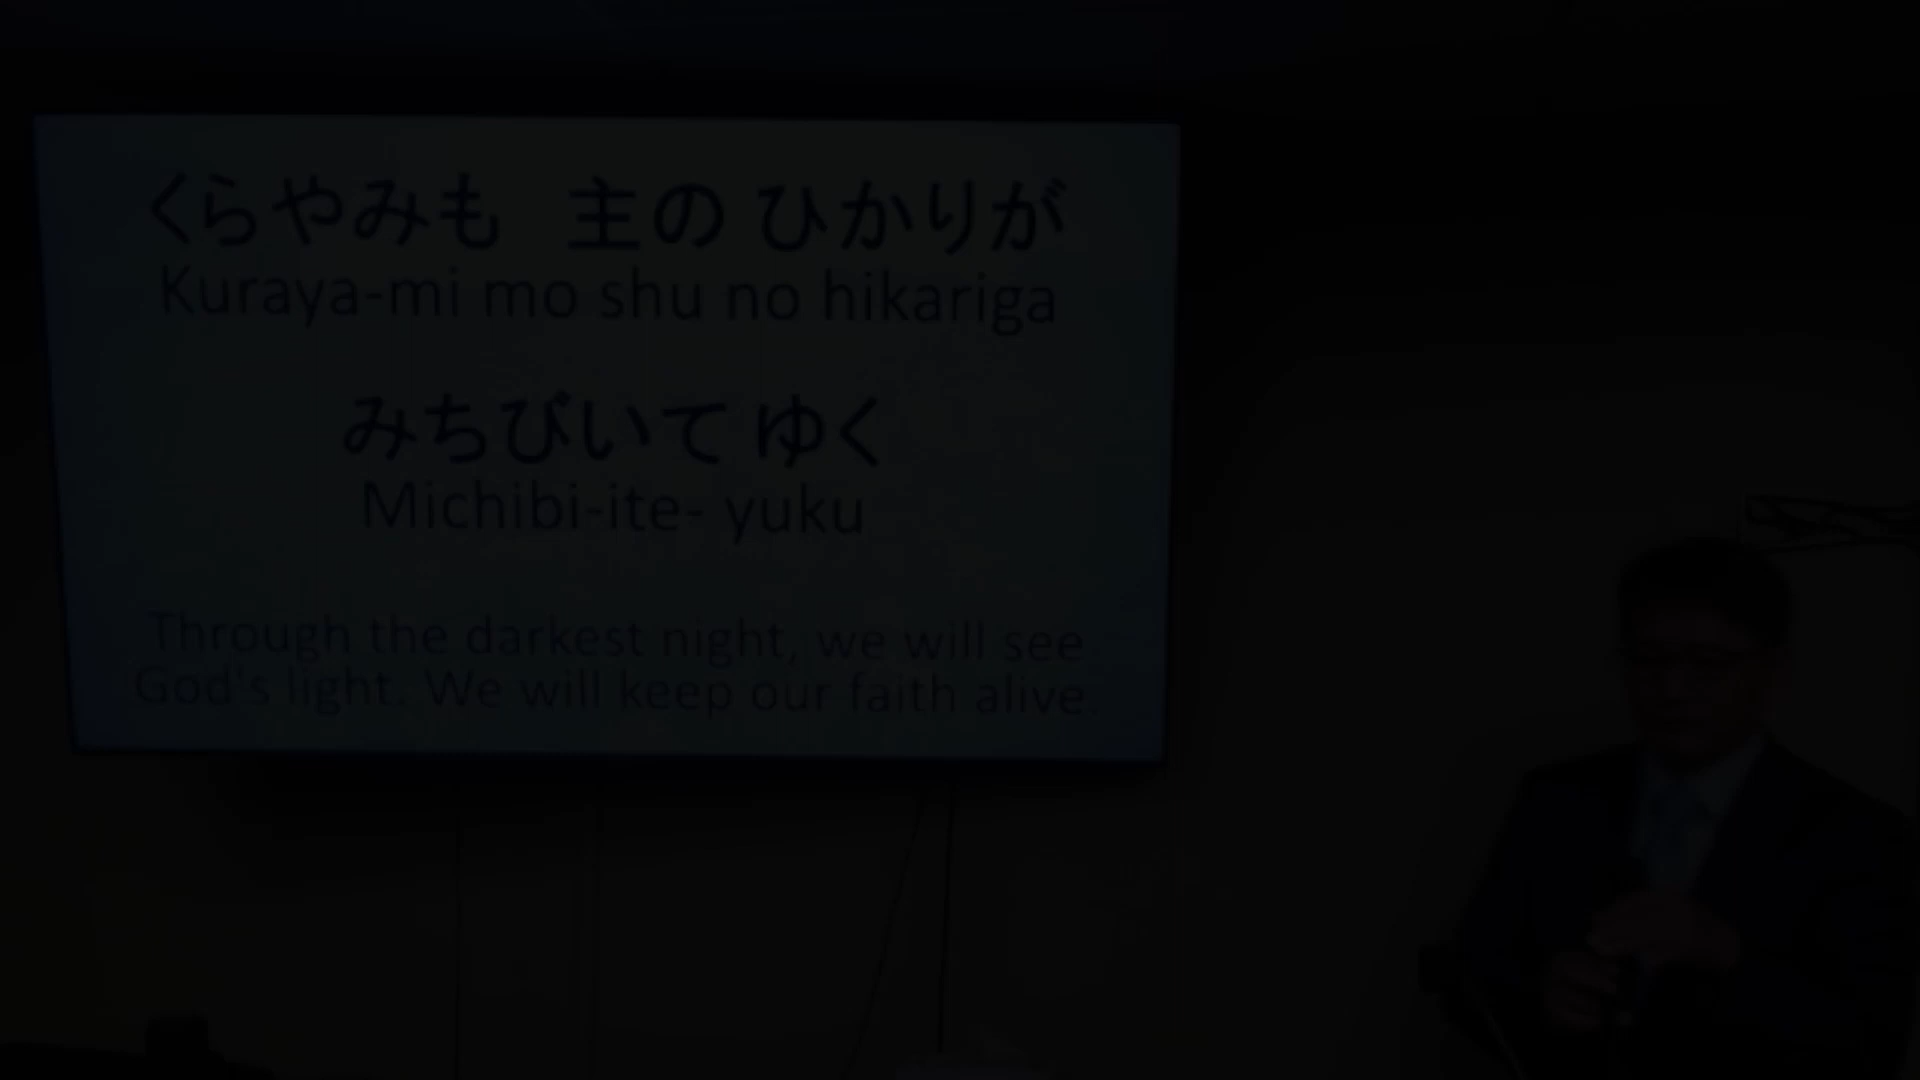 くらやみも 主の ひかりが
Kuraya-mi mo shu no hikariga
みちびいて ゆく
Michibi-ite- yuku
Through the darkest night, we will see
God's light. We will keep our faith alive.